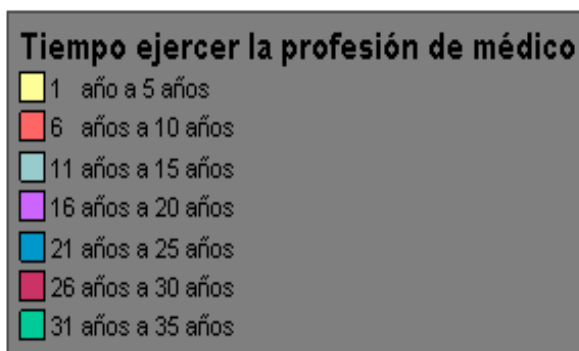 Tiempo ejercer la profesión de médico
1 año a 5 años
6 años a 10 años
11 años a 15 años
16 años a 20 años
21 años a 25 años
26 años a 30 años
31 años a 35 años